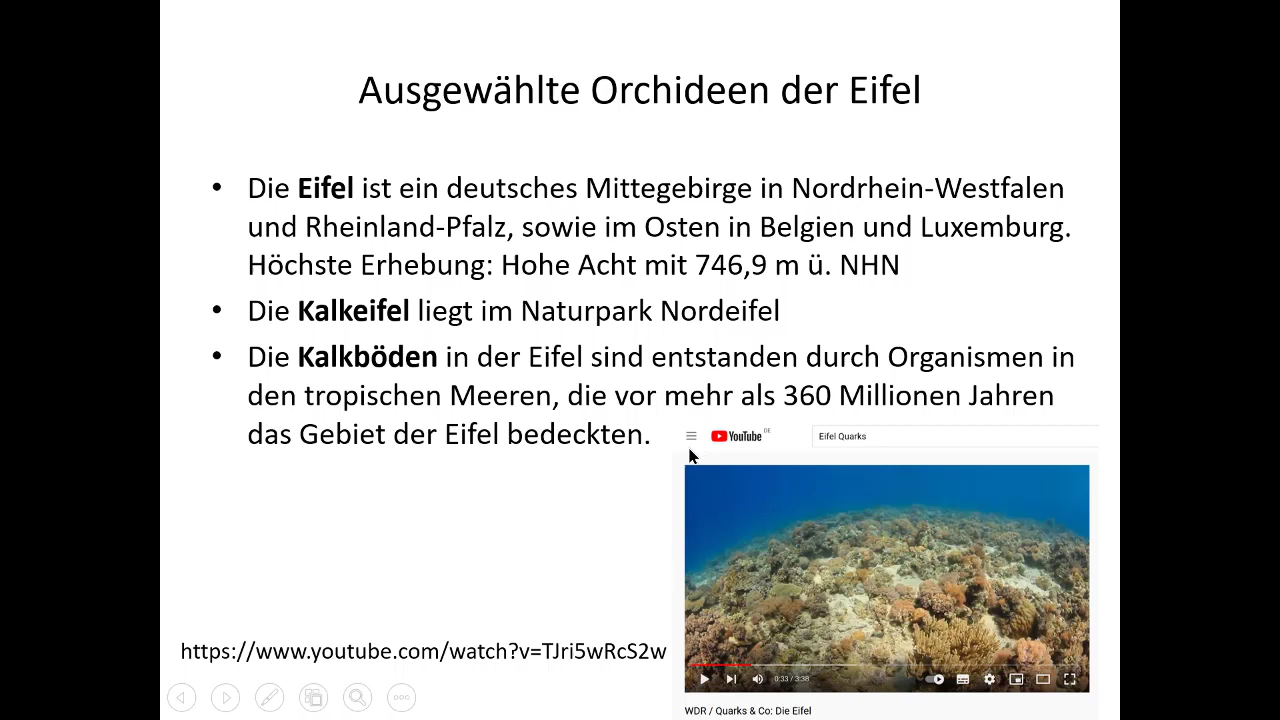 Ausgewählte Orchideen der Eifel
• Die Eifel ist ein deutsches Mittegebirge in Nordrhein-Westfalen
und Rheinland-Pfalz, sowie im Osten in Belgien und Luxemburg.
Höchste Erhebung: Hohe Acht mit 746,9 m ü. NHN
• Die Kalkeifel liegt im Naturpark Nordeifel
• Die Kalkböden in der Eifel sind entstanden durch Organismen in
den tropischen Meeren, die vor mehr als 360 Millionen Jahren
das Gebiet der Eifel bedeckten.
YouTube DE
Eifel Quarks
https://www.youtube.com/watch?v=TJri5wRcS2w
0:33 / 3:38
WDR / Quarks & Co: Die Eifel